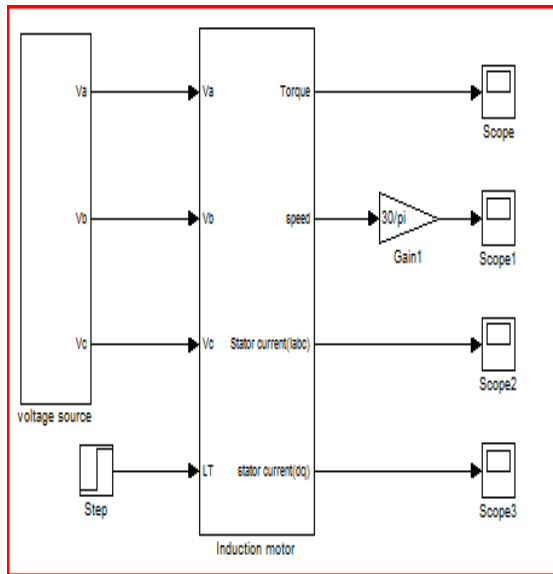 Va
Va
Torque
Scope
Vb
Vb
speed
30/pi
Gain1
Scope1
Vc
Vc
Stator current(Iabc)
Scope2
voltage source
LT
stator current(dq)
Step
Scope3
Induction motor